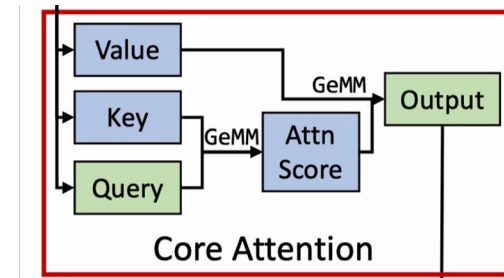 Value
GeMM
Output
Key
GeMM
Attn
Score
Query
Core Attention